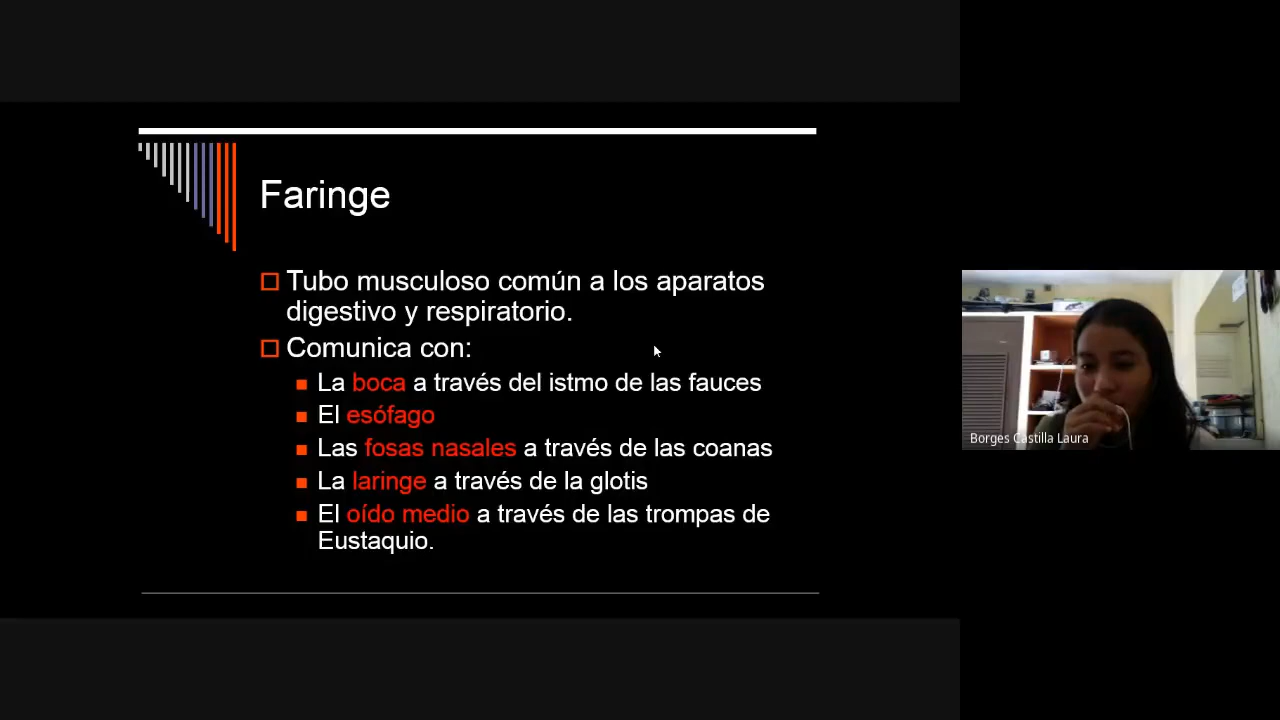 Faringe
Tubo musculoso común a los aparatos
digestivo y respiratorio.
Comunica con:
La boca a través del istmo de las fauces
El esófago
Las fosas nasales a través de las coanas
La laringe a través de la glotis
El oído medio a través de las trompas de
Eustaquio.
Borges Castilla Laura